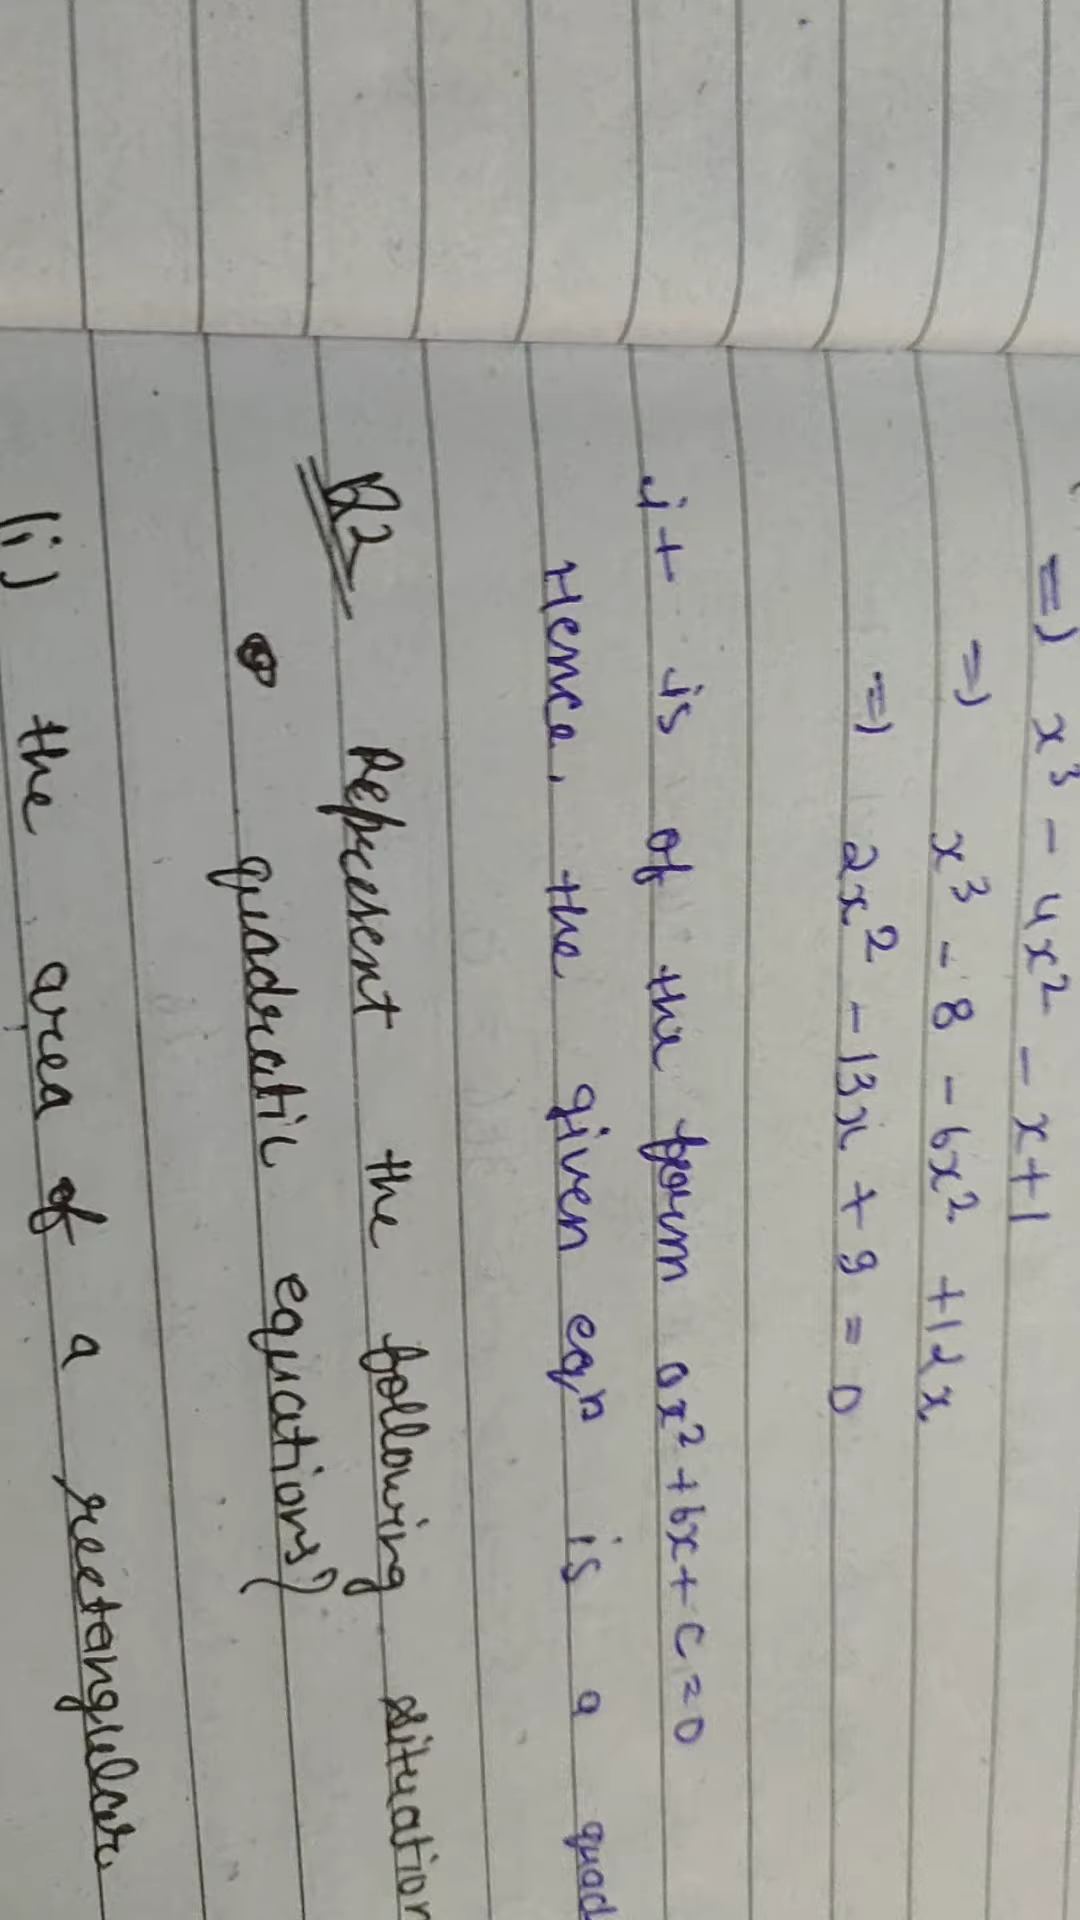 =) x³ - 4x² - x+1
=) x³ - 8 - 6x² +12x
=) 2x² - 13x + 9 = 0
it is of the form ax² + bx + c = 0
Hence, the given eqn is a quad
Q2 Represent the following situation
quadratic equations?
(i) the area of a rectangular